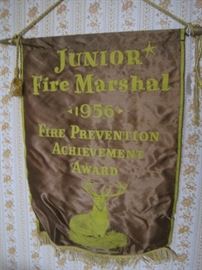 JUNIOR
Fire Marshal
1956
FIRE PREVENTION
ACHIEVEMENT
AWARD